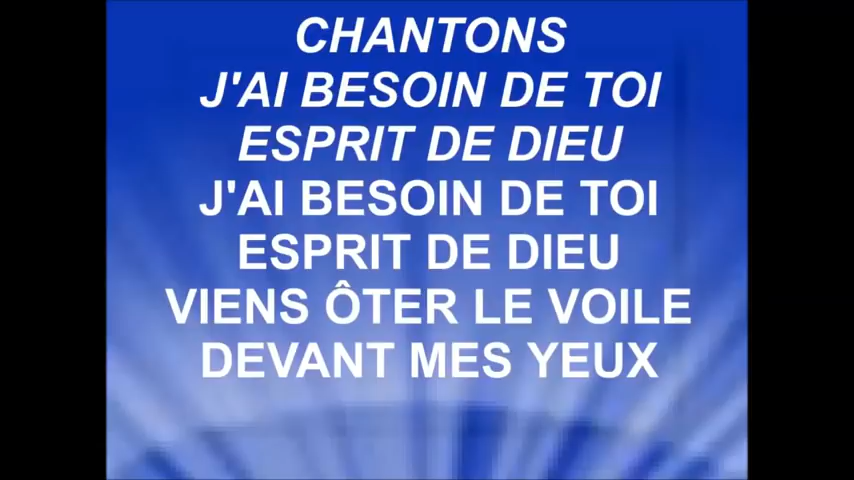 CHANTONS
J'AI BESOIN DE TOI
ESPRIT DE DIEU
J'AI BESOIN DE TOI
ESPRIT DE DIEU
VIENS ÔTER LE VOILE
DEVANT MES YEUX